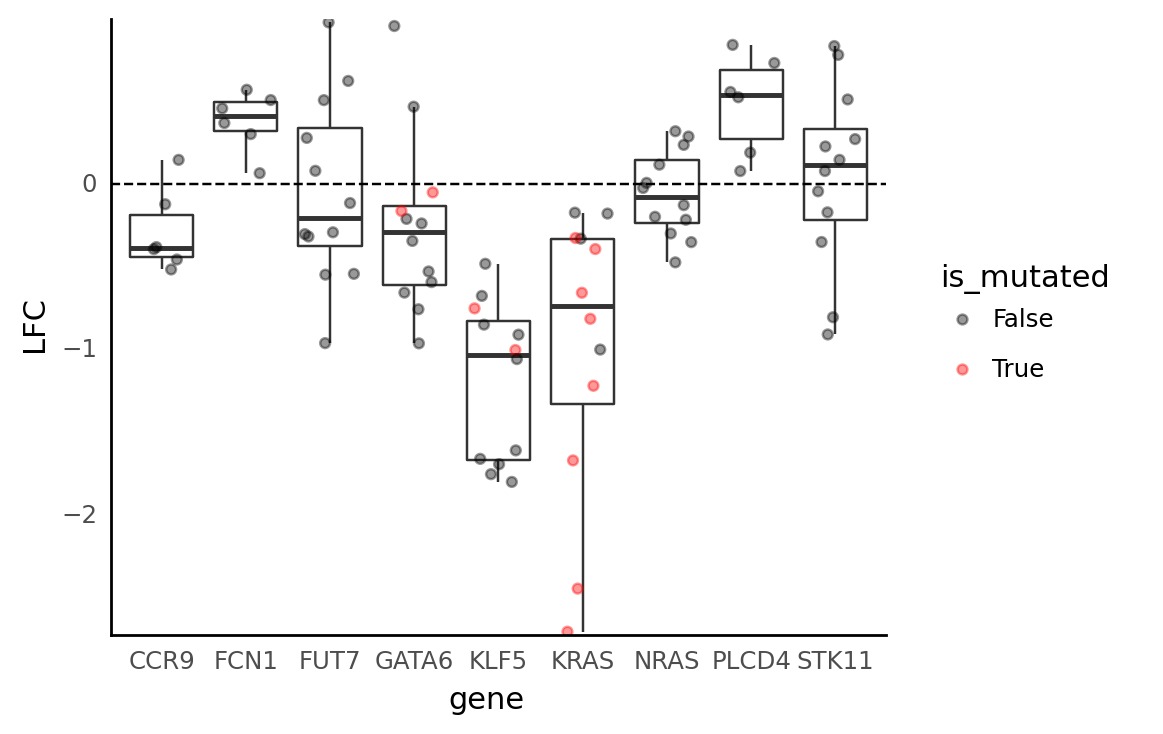 0
−1
−2
LFC
CCR9 FCN1 FUT7 GATA6 KLF5 KRAS NRAS PLCD4 STK11
gene
is_mutated
False
True